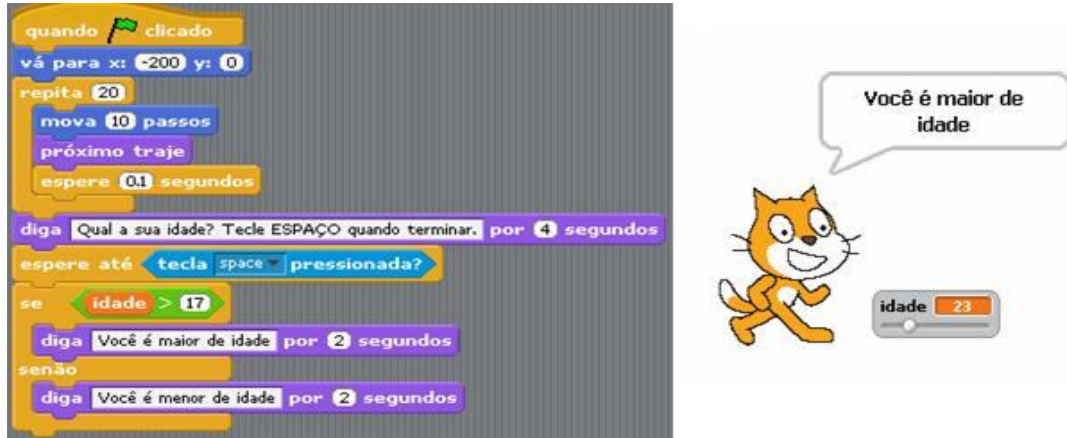 quando clicado
vá para x: -200 y: 0
repita 20
mova 10 passos
próximo traje
espere 0.1 segundos
diga Qual a sua idade? Tecle ESPAÇO quando terminar. por 4 segundos
espere até tecla space pressionada?
se idade > 17
diga Você é maior de idade por 2 segundos
senão
diga Você é menor de idade por 2 segundos
Você é maior de
idade
idade 23